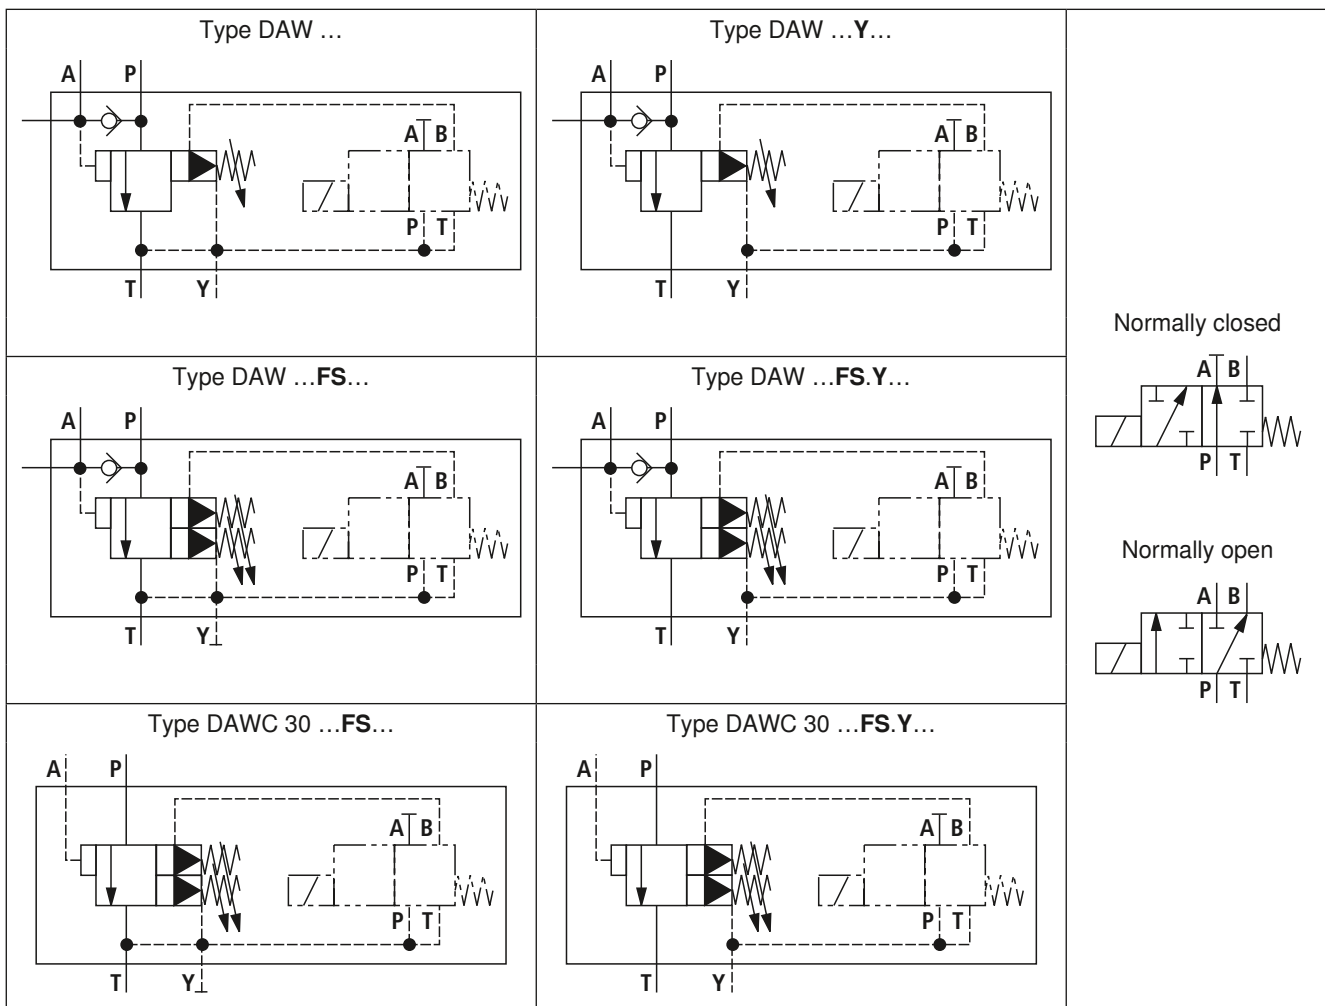 Type DAW …
A P
A B
P T
T Y
Type DAW …Y…
A P
A B
P T
T Y
Type DAW …FS…
A P
A B
P T
T Y
Type DAW …FS.Y…
A P
A B
P T
T Y
Type DAWC 30 …FS…
A P
A B
P T
T Y
Type DAWC 30 …FS.Y…
A P
A B
P T
T Y
Normally closed
A B
P T
Normally open
A B
P T